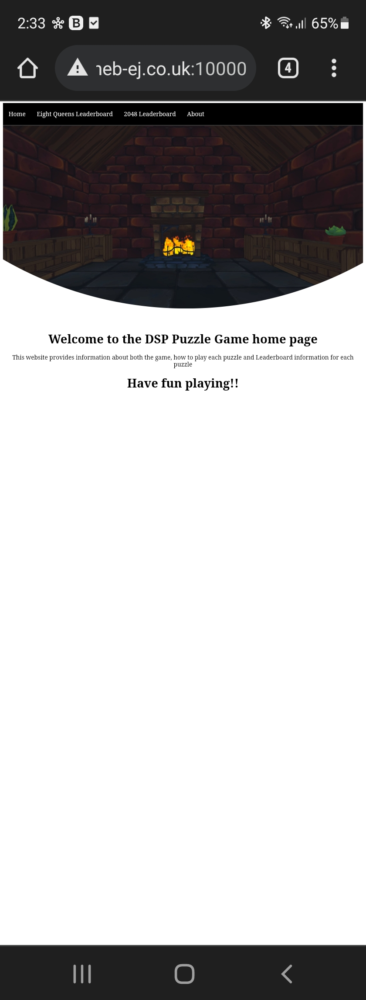 2:33 B 65%
neb-ej.co.uk:10000 4
Home Eight Queens Leaderboard 2048 Leaderboard About
Welcome to the DSP Puzzle Game home page
This website provides information about both the game, how to play each puzzle and Leaderboard information for each
puzzle
Have fun playing!!